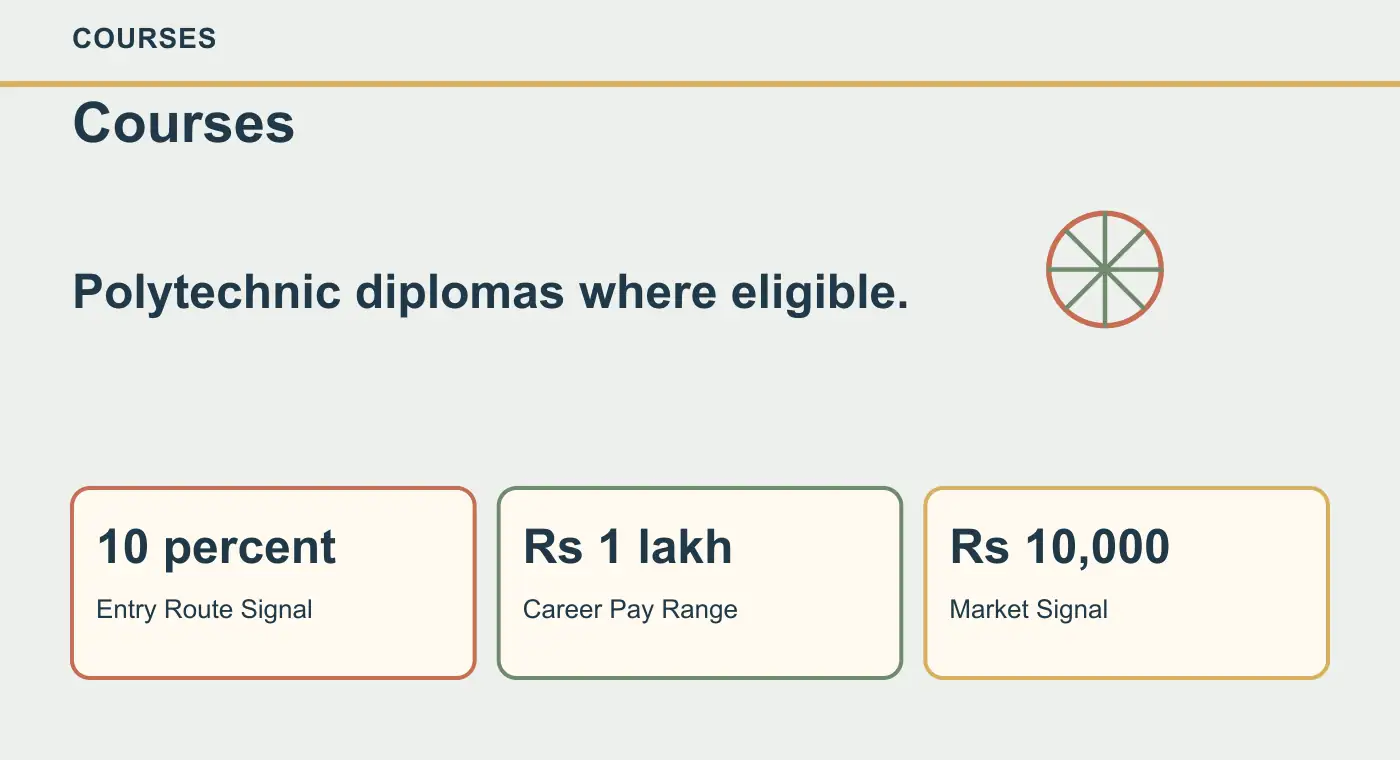 COURSES
Courses
Polytechnic diplomas where eligible.
10 percent
Entry Route Signal
Rs 1 lakh
Career Pay Range
Rs 10,000
Market Signal